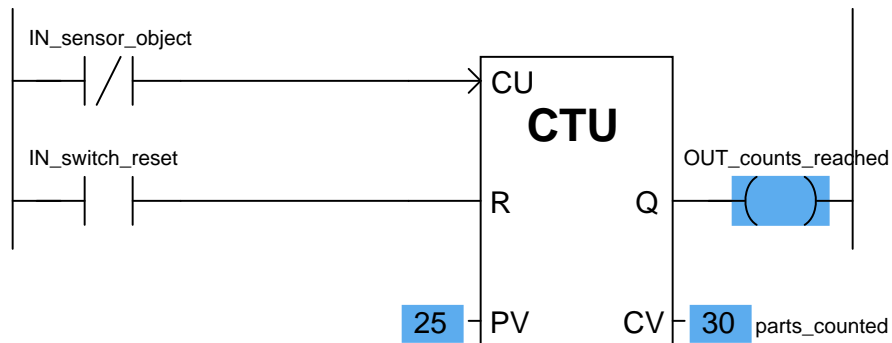 IN_sensor_object
CU
CTU
IN_switch_reset
OUT_counts_reached
R
Q
25
PV
CV
30
parts_counted